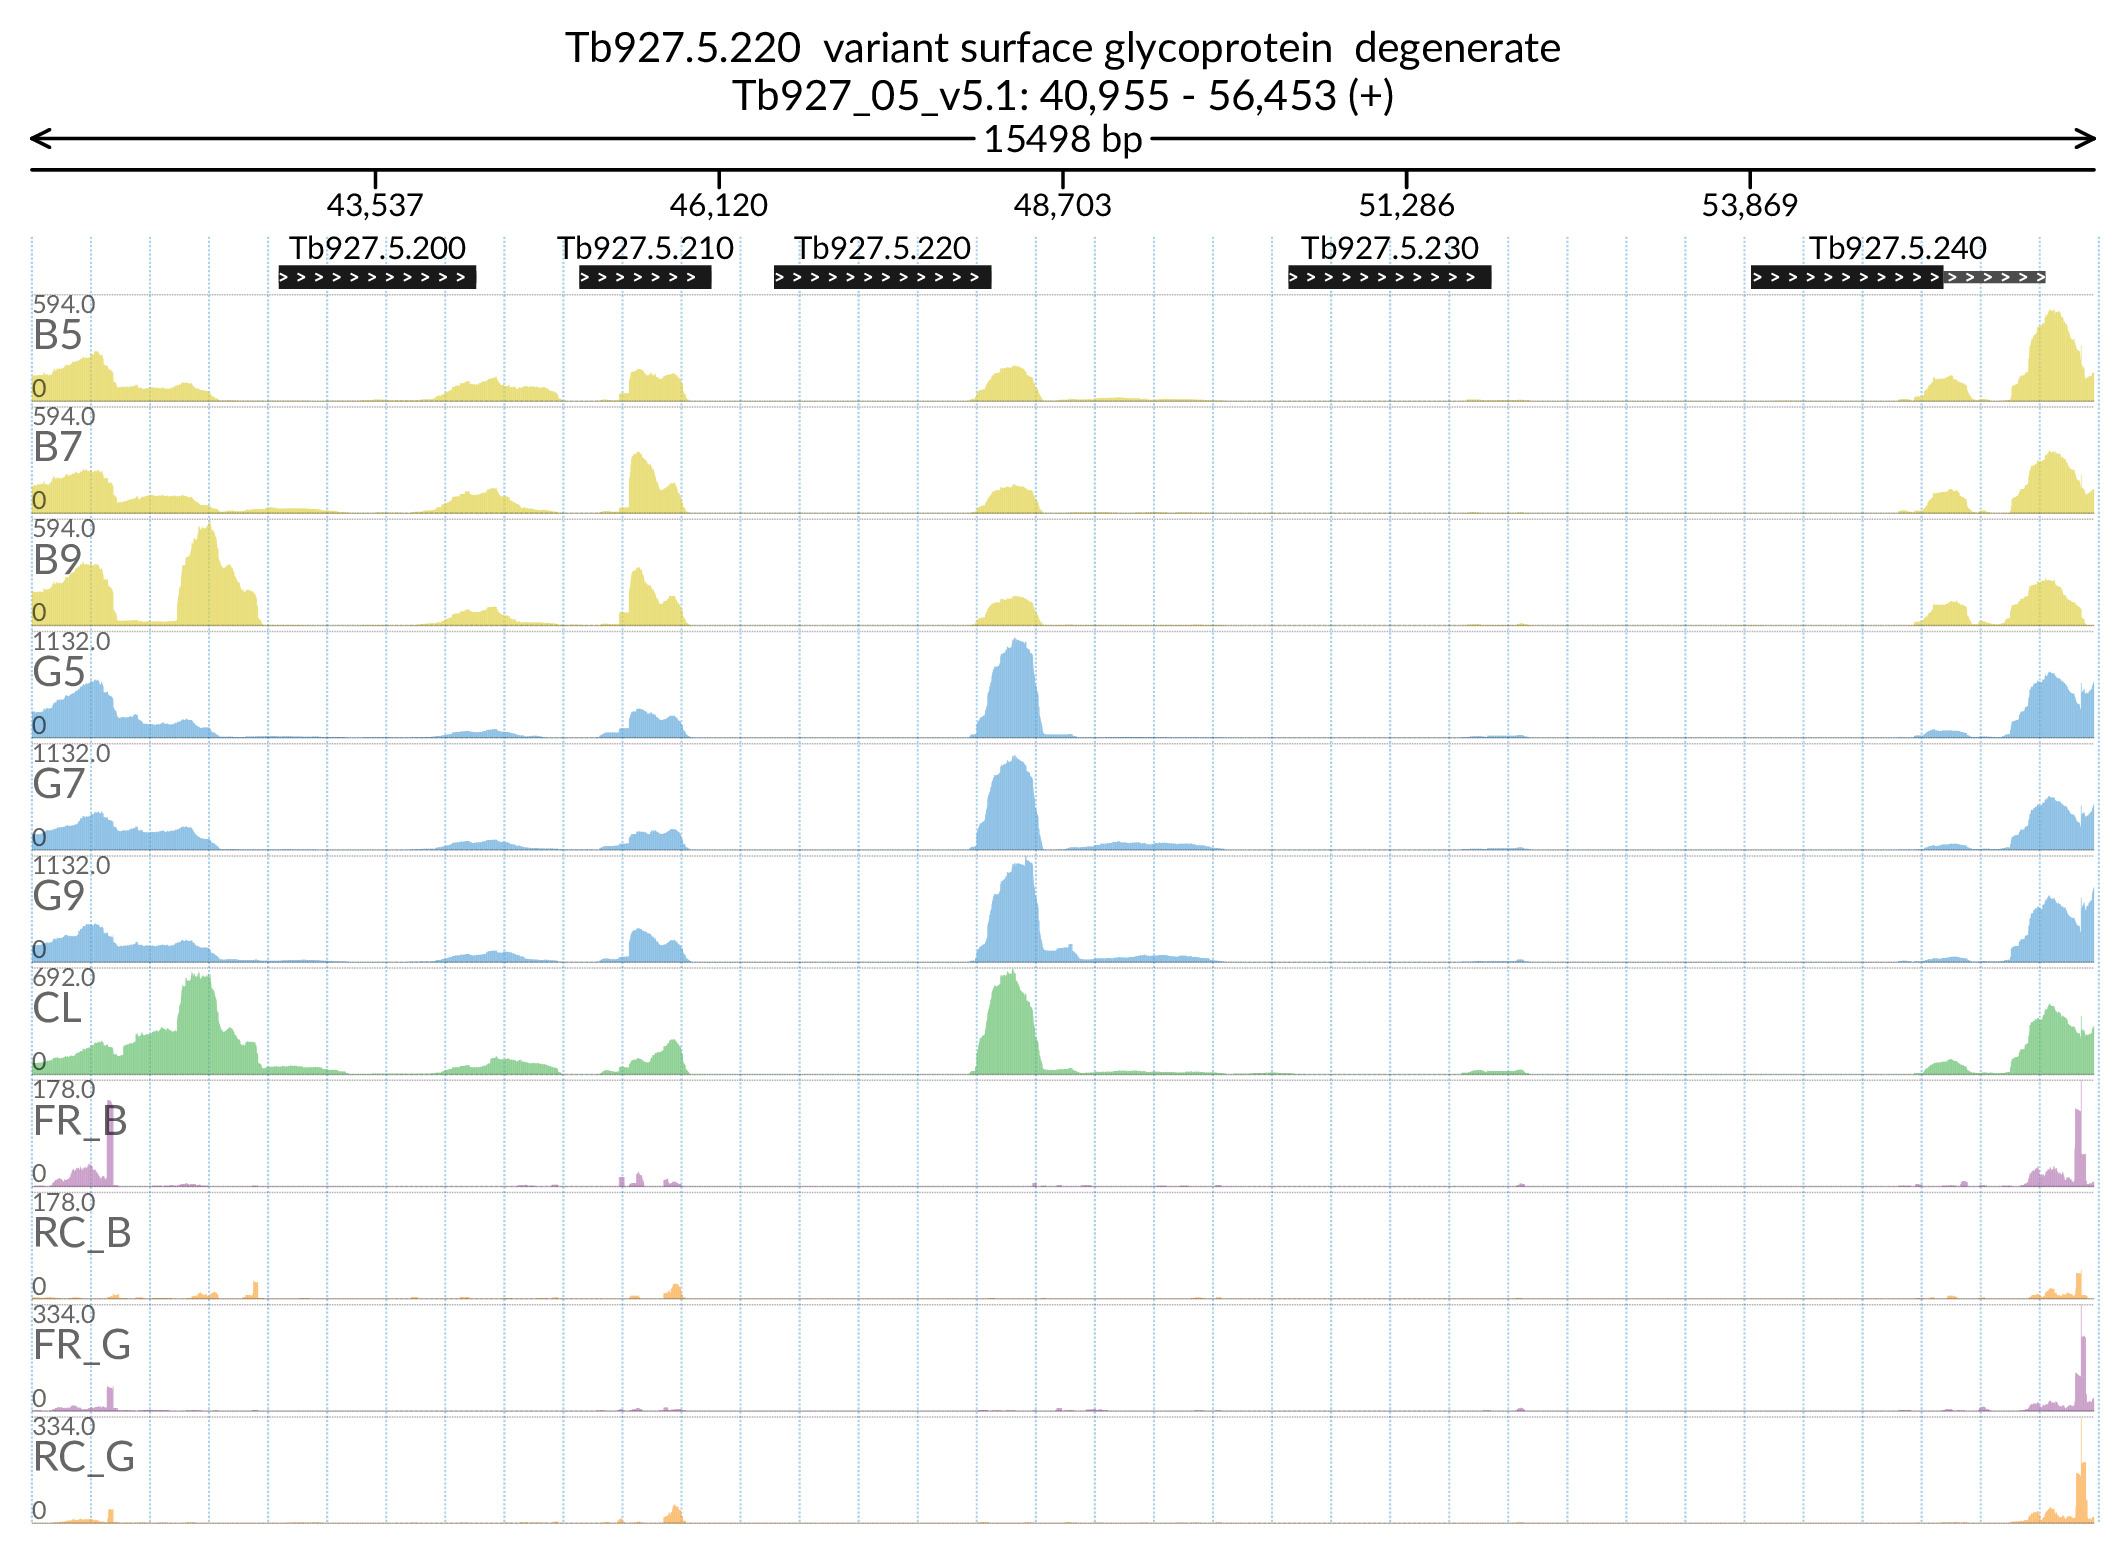 Tb927.5.220  variant surface glycoprotein  degenerate
Tb927_05_v5.1: 40,955 - 56,453 (+)
15498 bp
43,537 46,120 48,703 51,286 53,869
Tb927.5.200 Tb927.5.210 Tb927.5.220 Tb927.5.230 Tb927.5.240
594.0
B5
0
594.0
B7
0
594.0
B9
0
1132.0
G5
0
1132.0
G7
0
1132.0
G9
0
692.0
CL
0
178.0
FR_B
0
178.0
RC_B
0
334.0
FR_G
0
334.0
RC_G
0